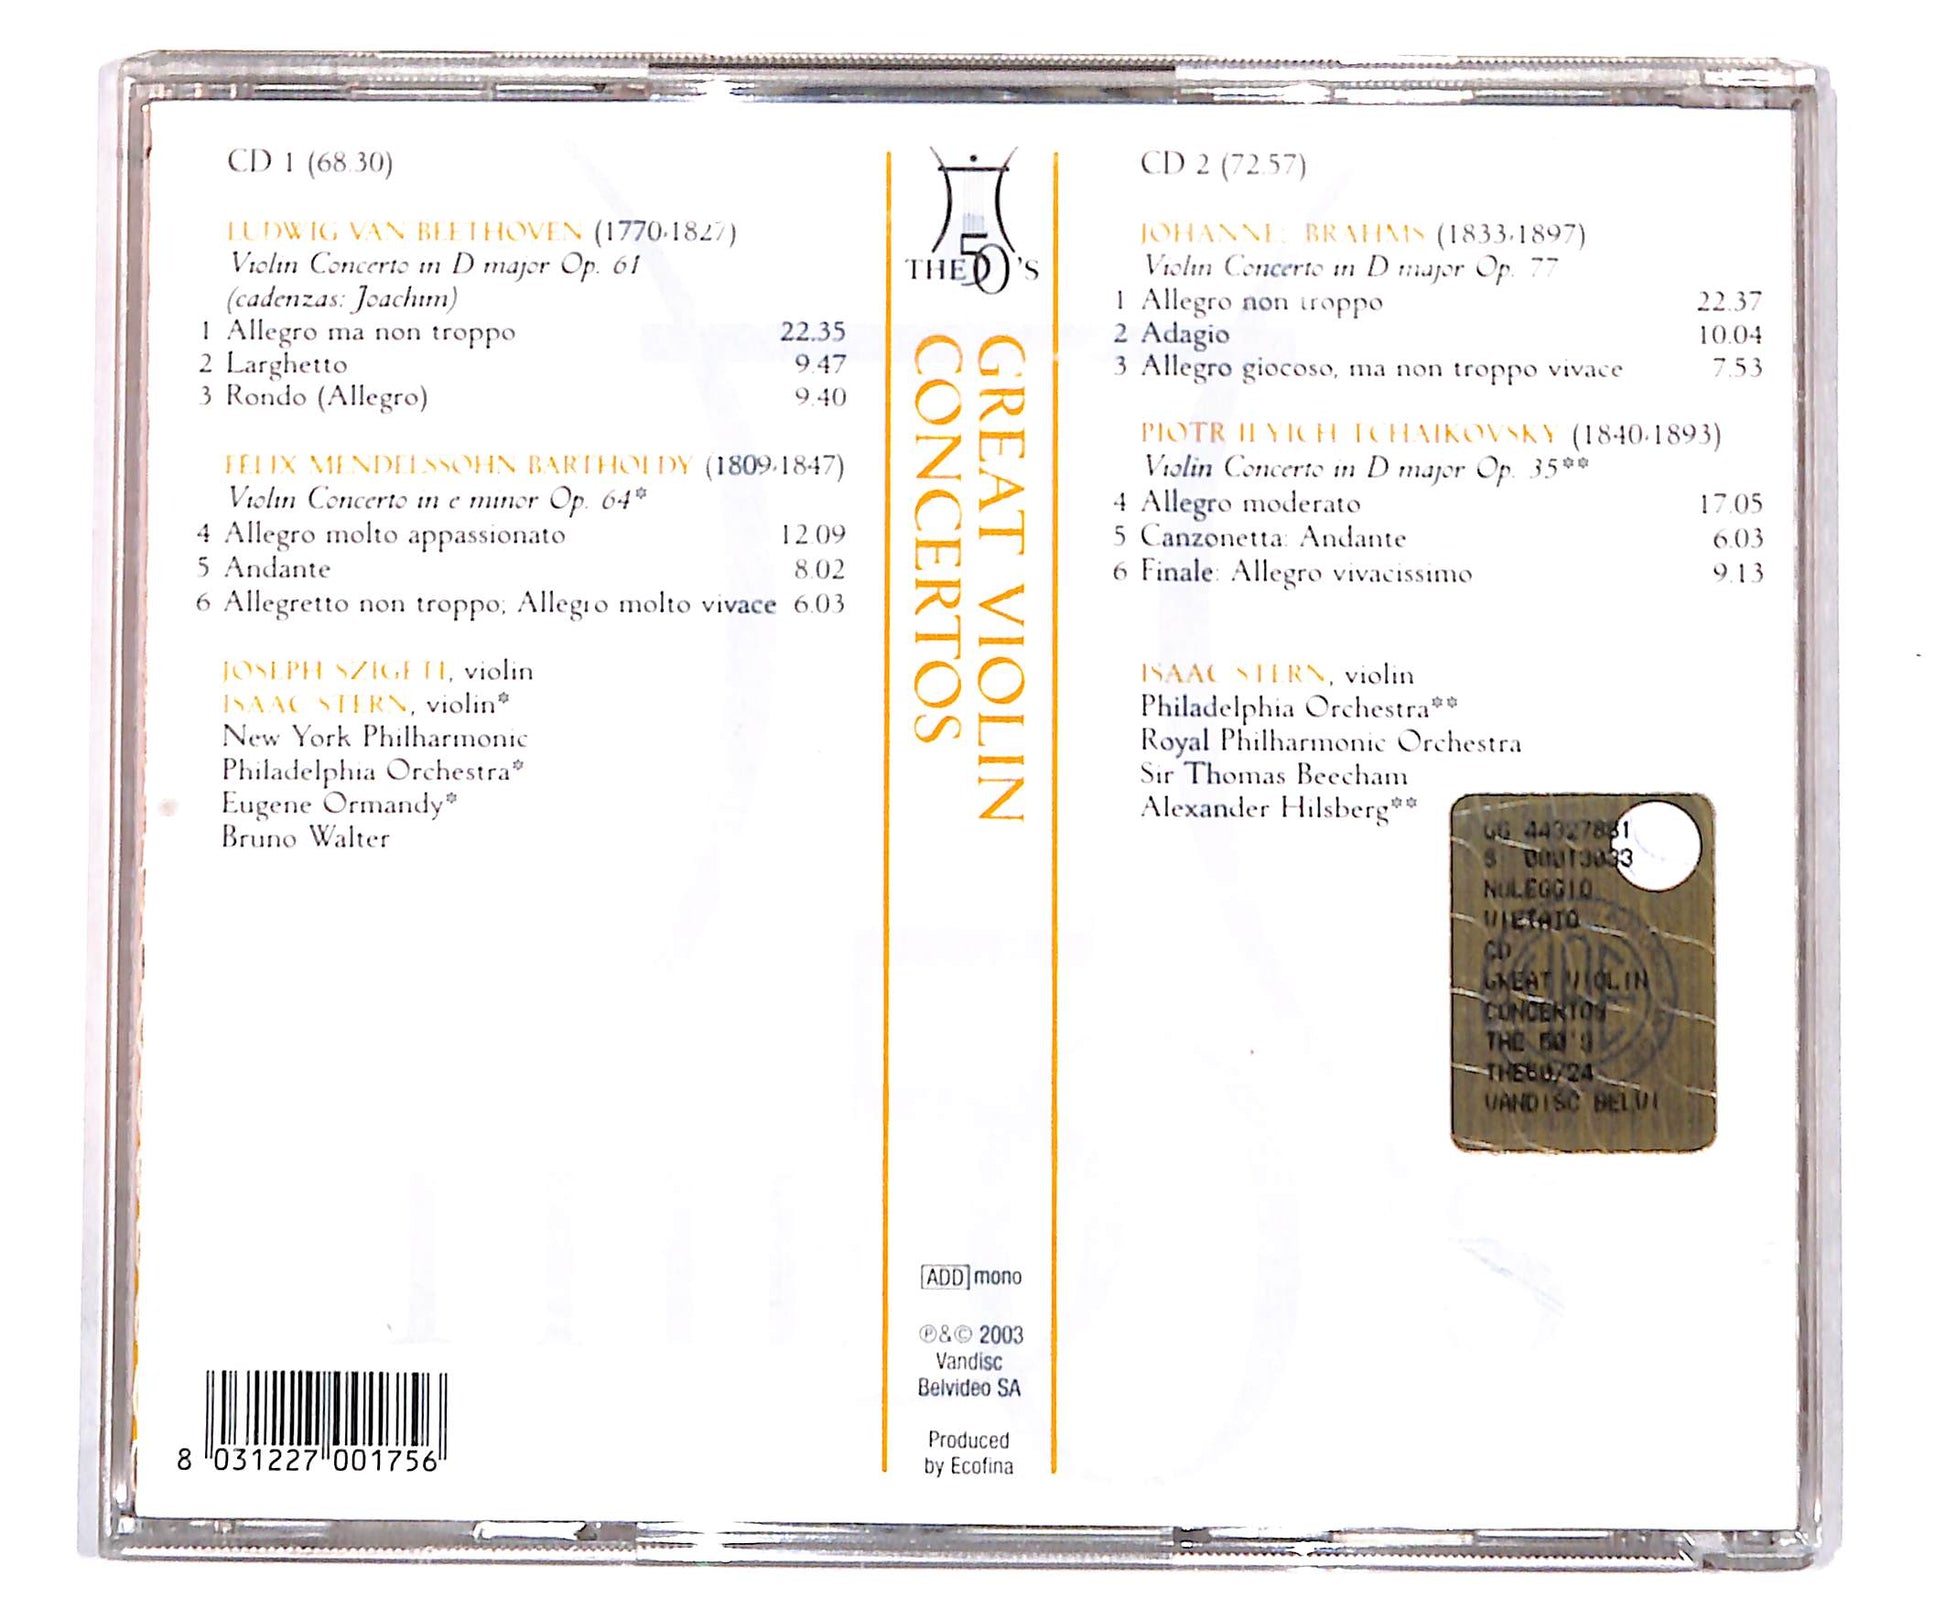 CD 1 (68.30)
LUDWIG VAN BEETHOVEN (1770-1827)
Violin Concerto in D major Op. 61
(cadenzas: Joachim)
1 Allegro ma non troppo 22.35
2 Larghetto 9.47
3 Rondo (Allegro) 9.40
FELIX MENDELSSOHN BARTHOLDY (1809-1847)
Violin Concerto in e minor Op. 64*
4 Allegro molto appassionato 12.09
5 Andante 8.02
6 Allegretto non troppo; Allegro molto vivace 6.03
JOSEPH SZIGETI, violin
ISAAC STERN, violin*
New York Philharmonic
Philadelphia Orchestra*
Eugene Ormandy*
Bruno Walter
8 031227 001756
THE 50'S
GREAT VIOLIN
CONCERTOS
ADD mono
℗&© 2003
Vandisc
Belvideo SA
Produced
by Ecofina
CD 2 (72.57)
JOHANNES BRAHMS (1833-1897)
Violin Concerto in D major Op. 77
1 Allegro non troppo 22.37
2 Adagio 10.04
3 Allegro giocoso, ma non troppo vivace 7.53
PIOTR ILYICH TCHAIKOVSKY (1840-1893)
Violin Concerto in D major Op. 35**
4 Allegro moderato 17.05
5 Canzonetta: Andante 6.03
6 Finale: Allegro vivacissimo 9.13
ISAAC STERN, violin
Philadelphia Orchestra**
Royal Philharmonic Orchestra
Sir Thomas Beecham
Alexander Hilsberg**
NOLEGGIO
VIETATO
CD
GREAT VIOLIN
CONCERTOS
THE 50'S
VANDISC BELVI